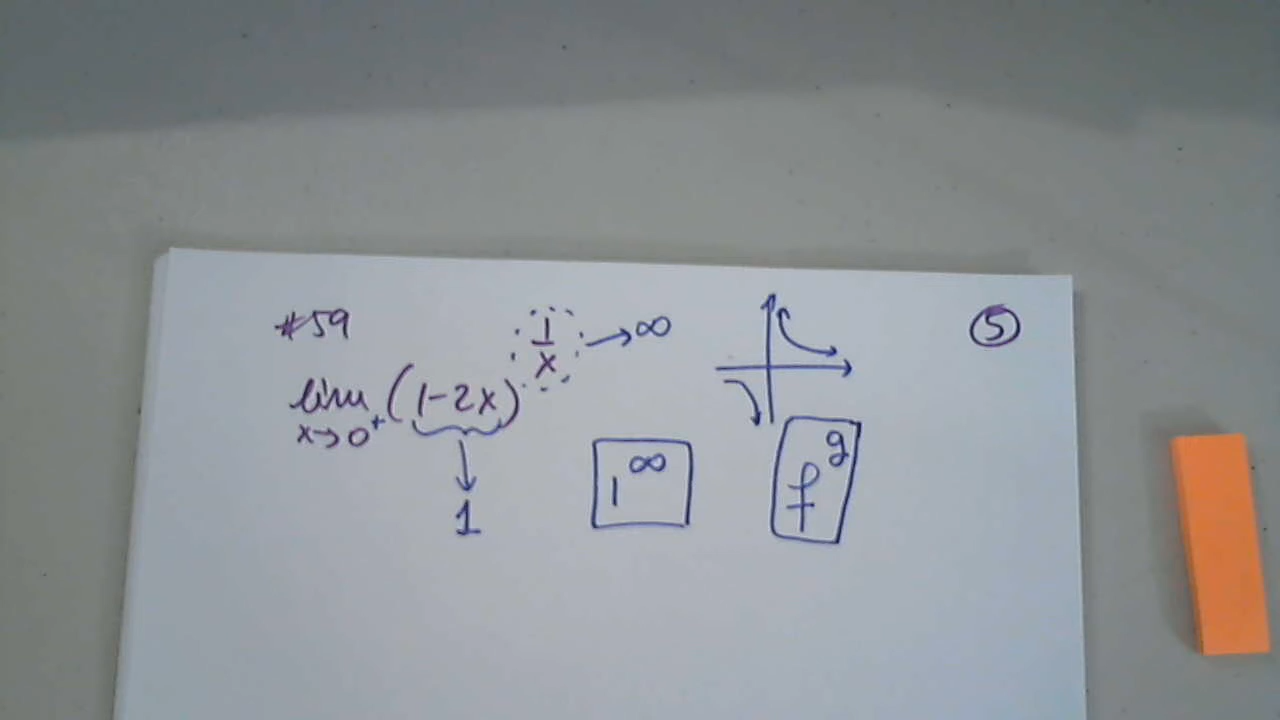 #59
5
lim x→0⁺ (1-2x)^(1/x) → ∞
1
1^∞
f^g